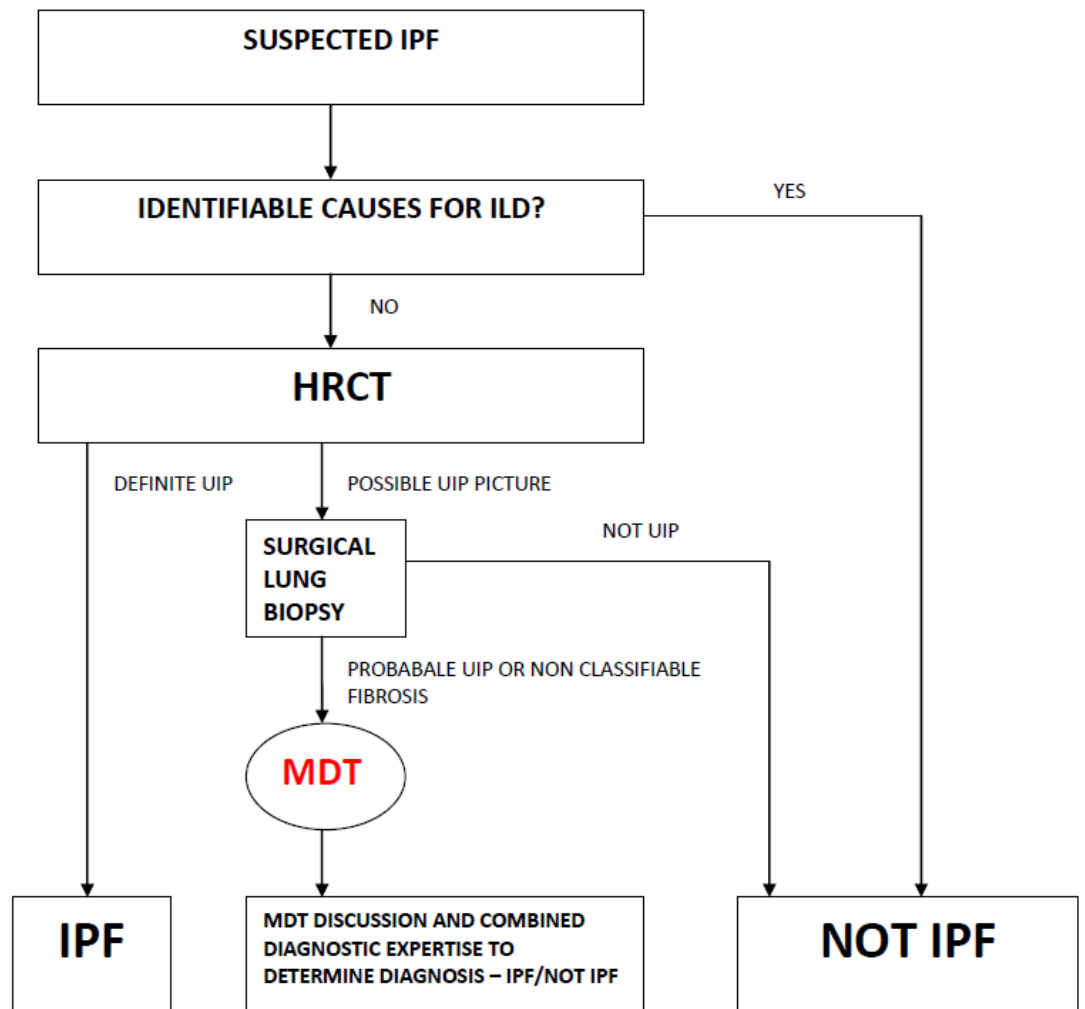 SUSPECTED IPF
IDENTIFIABLE CAUSES FOR ILD?
YES
NO
HRCT
DEFINITE UIP
POSSIBLE UIP PICTURE
SURGICAL
LUNG
BIOPSY
NOT UIP
PROBABALE UIP OR NON CLASSIFIABLE
FIBROSIS
MDT
IPF
MDT DISCUSSION AND COMBINED
DIAGNOSTIC EXPERTISE TO
DETERMINE DIAGNOSIS – IPF/NOT IPF
NOT IPF